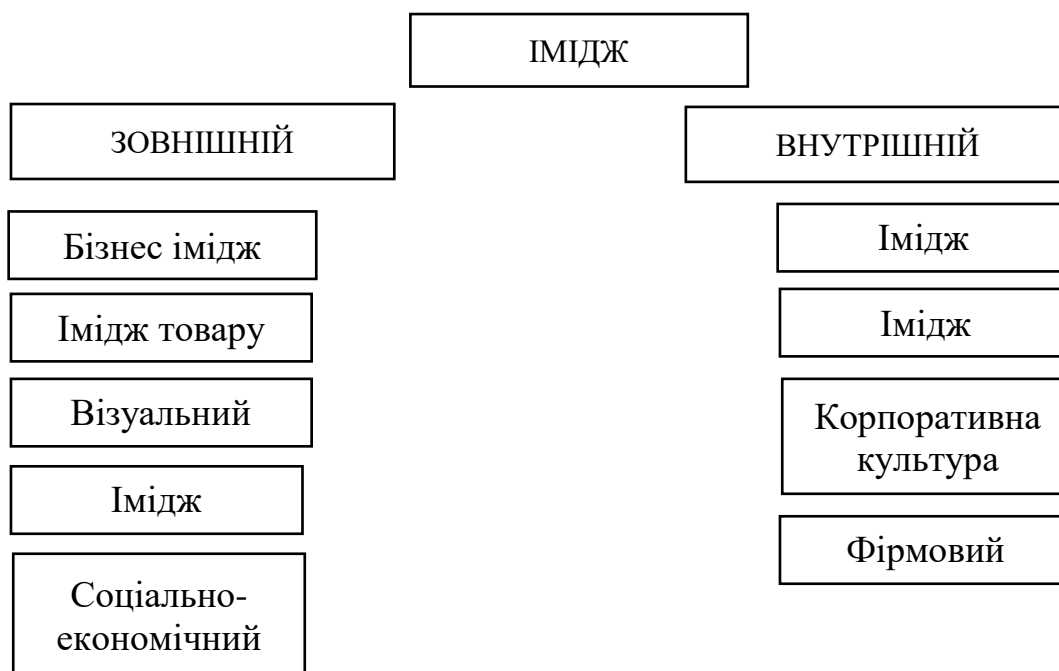 ІМІДЖ
ЗОВНІШНІЙ
ВНУТРІШНІЙ
Бізнес імідж
Імідж товару
Візуальний
Імідж
Соціально-
економічний
Імідж
Імідж
Корпоративна
культура
Фірмовий